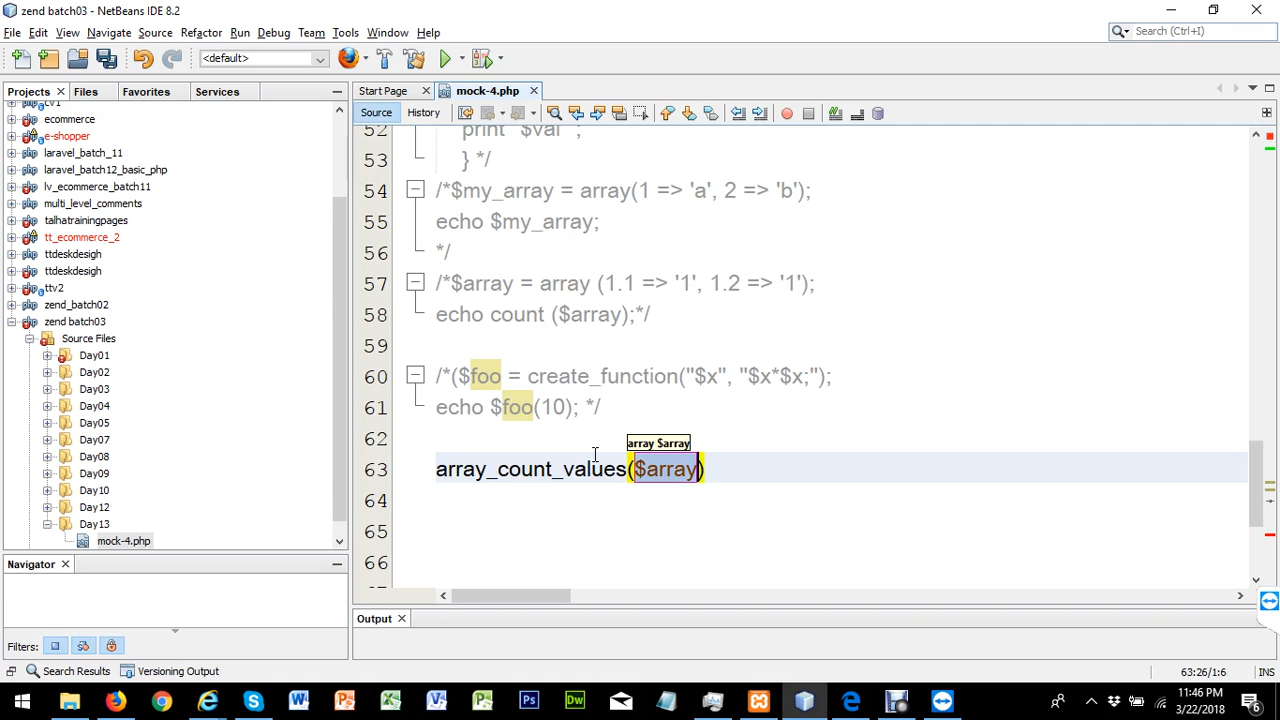 zend batch03 - NetBeans IDE 8.2
File Edit View Navigate Source Refactor Run Debug Team Tools Window Help
Search (Ctrl+I)
<default>
Projects Files Favorites Services
Start Page mock-4.php
Source History
cv1
ecommerce
e-shopper
laravel_batch_11
laravel_batch12_basic_php
lv_ecommerce_batch11
multi_level_comments
talhatrainingpages
tt_ecommerce_2
ttdeskdesigh
ttdeskdesigh
ttv2
zend_batch02
zend batch03
Source Files
Day01
Day02
Day03
Day04
Day05
Day07
Day08
Day09
Day10
Day12
Day13
mock-4.php
52 print "$val ";
53 } */
54 /*$my_array = array(1 => 'a', 2 => 'b');
55 echo $my_array;
56 */
57 /*$array = array (1.1 => '1', 1.2 => '1');
58 echo count ($array);*/
59
60 /*($foo = create_function("$x", "$x*$x;");
61 echo $foo(10); */
62
array $array
63 array_count_values($array)
64
65
66
Navigator
Filters:
Output
Search Results Versioning Output
63:26/1:6 INS
11:46 PM
3/22/2018